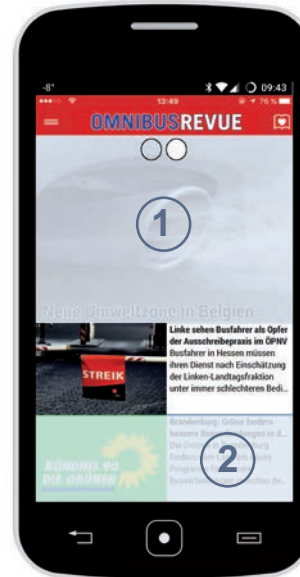 -8° 09:43
13:49 76 %
OMNIBUSREVUE
1
Neue Umweltzone in Belgien
STREIK
Linke sehen Busfahrer als Opfer
der Ausschreibepraxis im ÖPNV
Busfahrer in Hessen müssen
ihren Dienst nach Einschätzung
der Linken-Landtagsfraktion
unter immer schlechteren Bedi...
BÜNDNIS 90
DIE GRÜNEN
Brandenburg: Grüne fordern
2